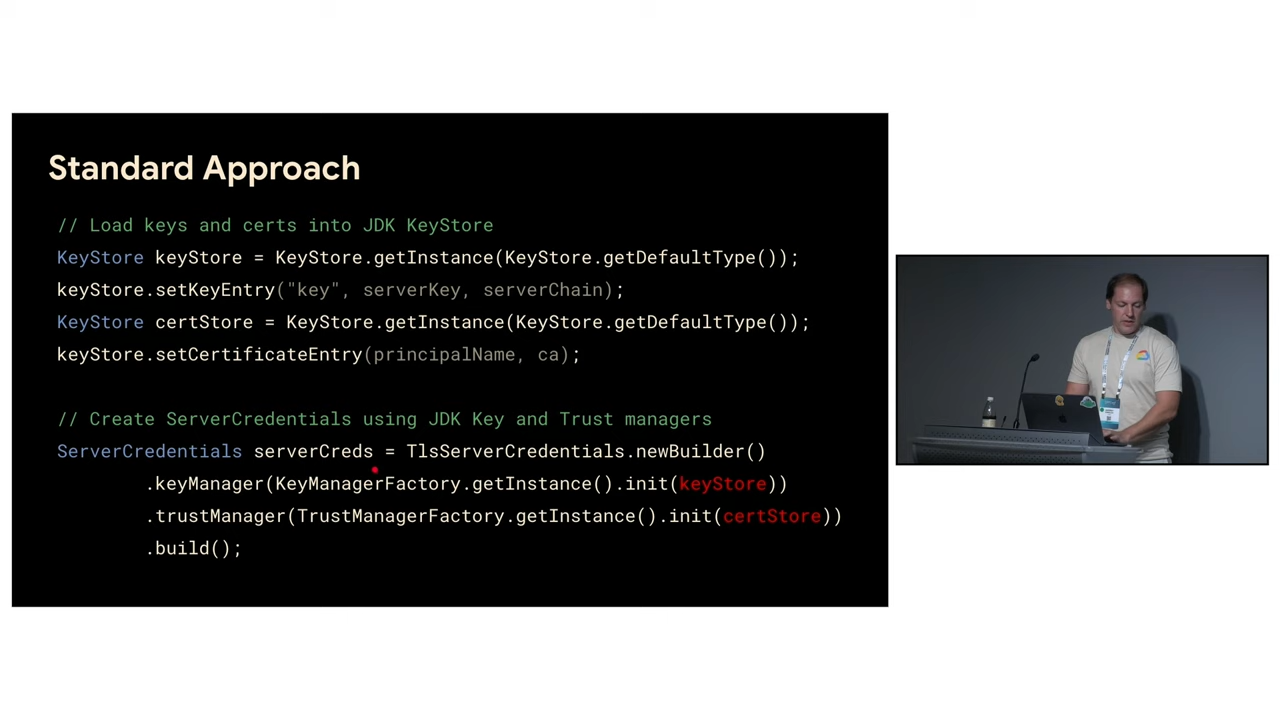 Standard Approach
// Load keys and certs into JDK KeyStore
KeyStore keyStore = KeyStore.getInstance(KeyStore.getDefaultType());
keyStore.setKeyEntry("key", serverKey, serverChain);
KeyStore certStore = KeyStore.getInstance(KeyStore.getDefaultType());
keyStore.setCertificateEntry(principalName, ca);
// Create ServerCredentials using JDK Key and Trust managers
ServerCredentials serverCreds = TlsServerCredentials.newBuilder()
.keyManager(KeyManagerFactory.getInstance().init(keyStore))
.trustManager(TrustManagerFactory.getInstance().init(certStore))
.build();